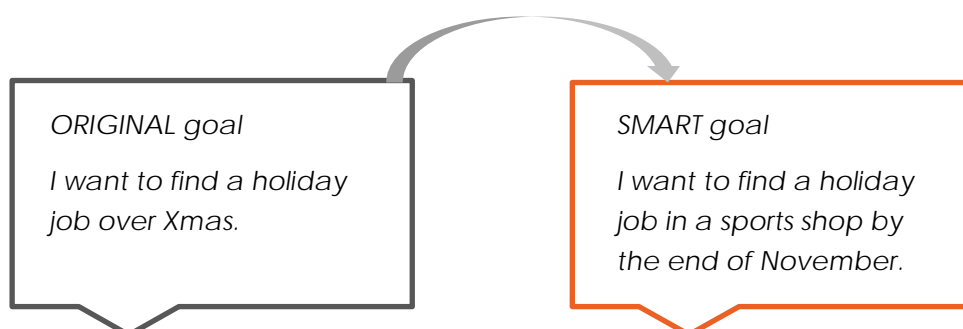 ORIGINAL goal
I want to find a holiday
job over Xmas.
SMART goal
I want to find a holiday
job in a sports shop by
the end of November.